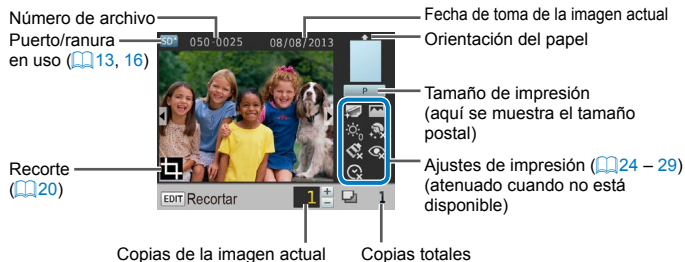 Número de archivo
Fecha de toma de la imagen actual
Puerto/ranura
en uso (13, 16)
SD
050-0025
08/08/2013
Orientación del papel
P
Tamaño de impresión
(aquí se muestra el tamaño
postal)
Recorte
(20)
Ajustes de impresión (24 – 29)
(atenuado cuando no está
disponible)
EDIT Recortar
1 + −
1
Copias de la imagen actual
Copias totales